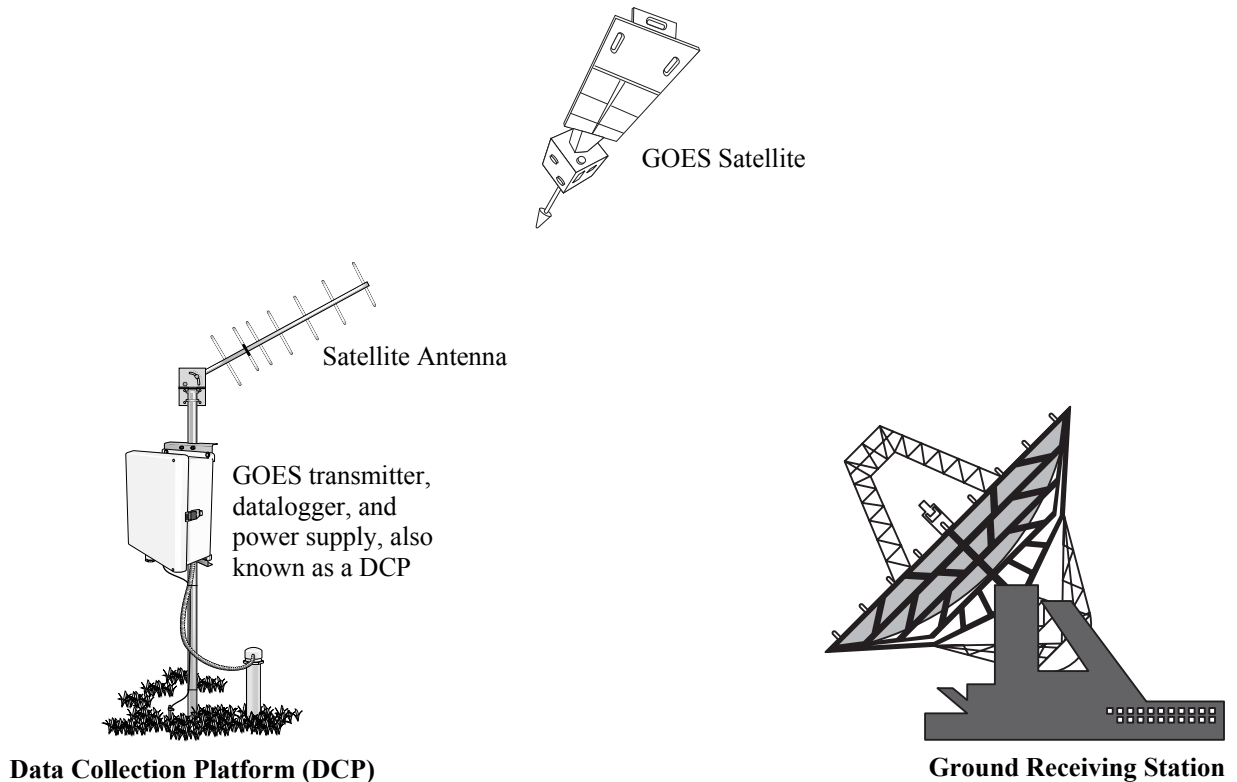 GOES Satellite
Satellite Antenna
GOES transmitter,
datalogger, and
power supply, also
known as a DCP
Data Collection Platform (DCP)
Ground Receiving Station